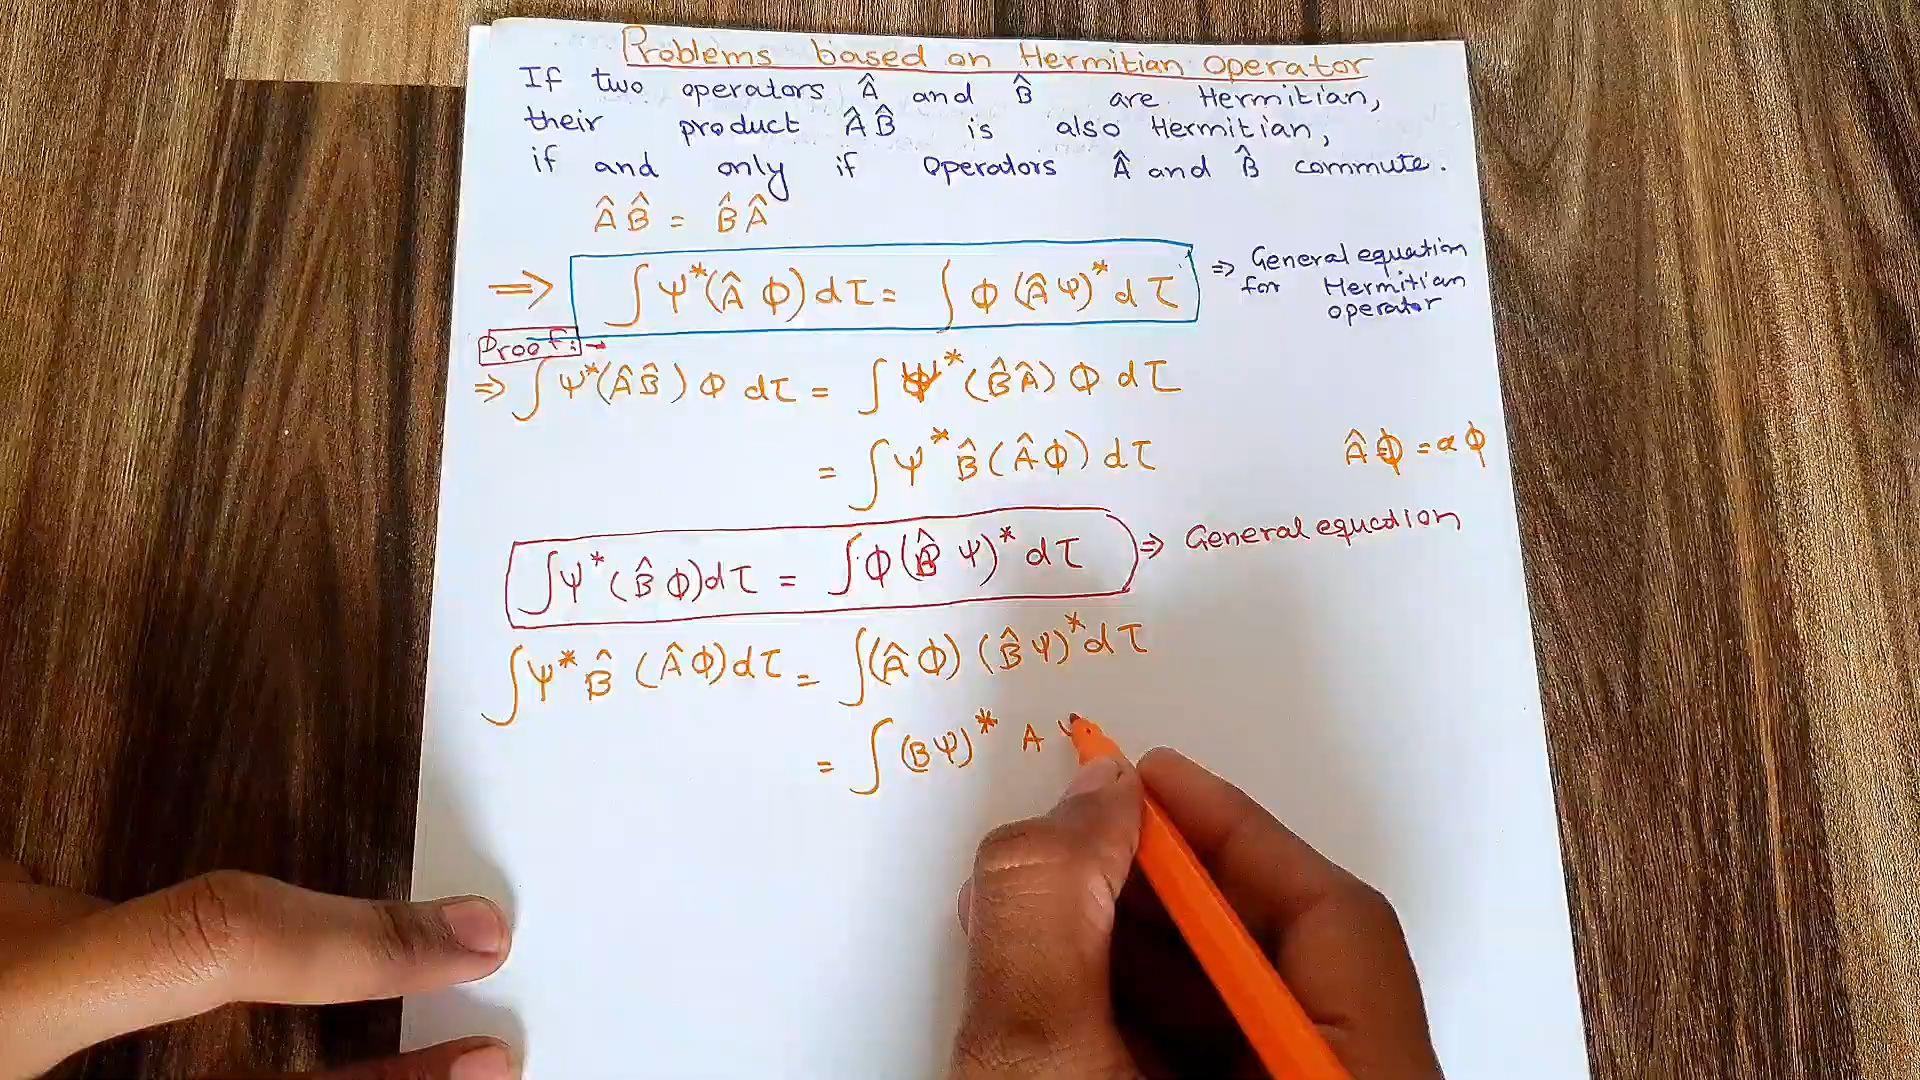 Problems based on Hermitian Operator
If two operators Â and B̂ are Hermitian,
their product ÂB̂ is also Hermitian,
if and only if Operators Â and B̂ commute.
ÂB̂ = B̂Â
⇒ ∫ψ*(Â ϕ)dτ = ∫ϕ(Âψ)*dτ ⇒ General equation for Hermitian operator
Proof:→
⇒ ∫ψ*(ÂB̂)ϕ dτ = ∫ψ*(B̂Â)ϕ dτ
= ∫ψ* B̂(Âϕ)dτ
Âϕ = αϕ
∫ψ*(B̂ϕ)dτ = ∫ϕ(B̂ψ)*dτ ⇒ General equation
∫ψ* B̂(Âϕ)dτ = ∫(Âϕ)(B̂ψ)*dτ
= ∫(Bψ)* A